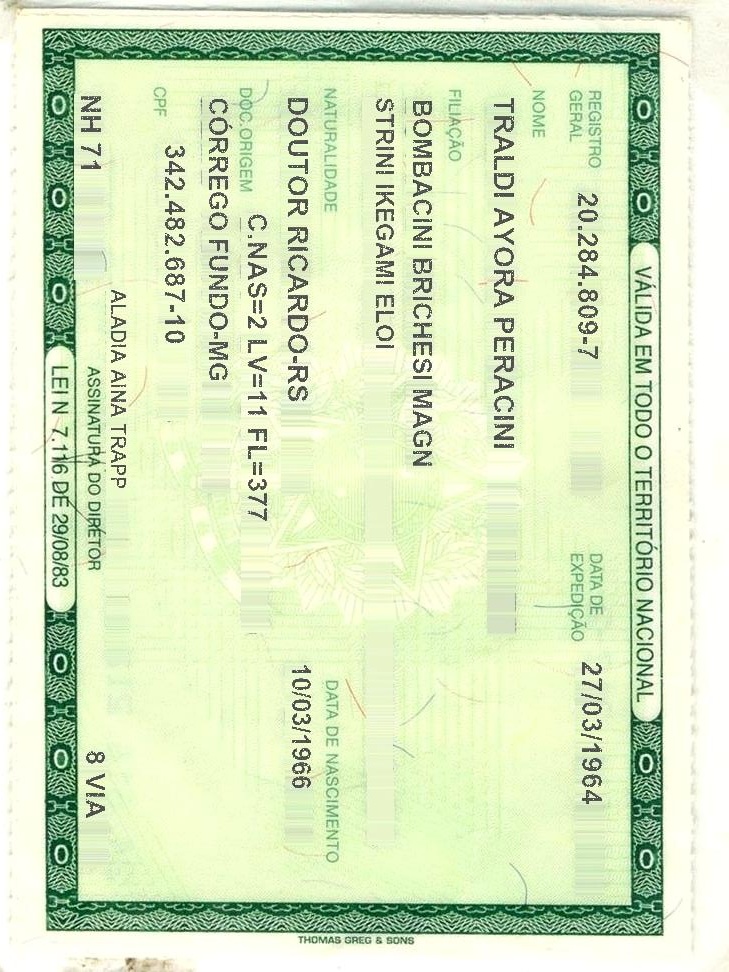 VÁLIDA EM TODO O TERRITÓRIO NACIONAL
REGISTRO GERAL 20.284.809-7 DATA DE EXPEDIÇÃO 27/03/1964
NOME
TRALDI AYORA PERACINI
FILIAÇÃO
BOMBACINI BRICHESI MAGN
STRINI IKEGAMI ELOI
NATURALIDADE DATA DE NASCIMENTO
DOUTOR RICARDO-RS 10/03/1966
DOC.ORIGEM C.NAS=2 LV=11 FL=377
CÓRREGO FUNDO-MG
CPF 342.482.687-10
ALADIA AINA TRAPP
NH 71 ASSINATURA DO DIRETOR 8 VIA
LEI N 7.116 DE 29/08/83
THOMAS GREG & SONS